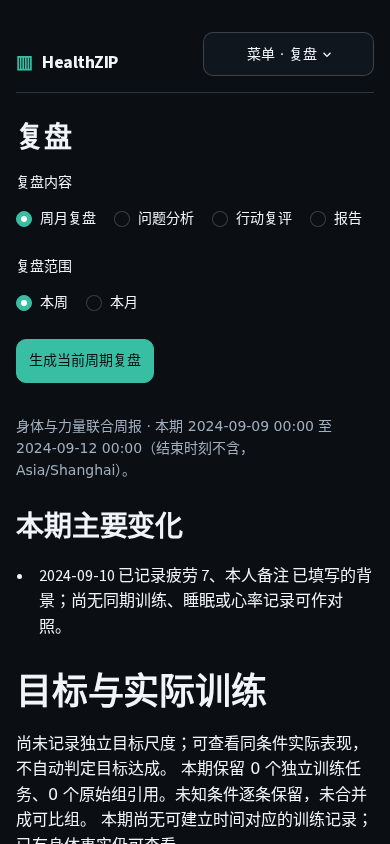 HealthZIP
菜单 · 复盘
复盘
复盘内容
周月复盘 问题分析 行动复评 报告
复盘范围
本周 本月
生成当前周期复盘
身体与力量联合周报 · 本期 2024-09-09 00:00 至
2024-09-12 00:00（结束时刻不含，
Asia/Shanghai）。
本期主要变化
• 2024-09-10 已记录疲劳 7、本人备注 已填写的背
景；尚无同期训练、睡眠或心率记录可作对
照。
目标与实际训练
尚未记录独立目标尺度；可查看同条件实际表现，
不自动判定目标达成。 本期保留 0 个独立训练任
务、0 个原始组引用。未知条件逐条保留，未合并
成可比组。 本期尚无可建立时间对应的训练记录；
已有身体事实仍可查看